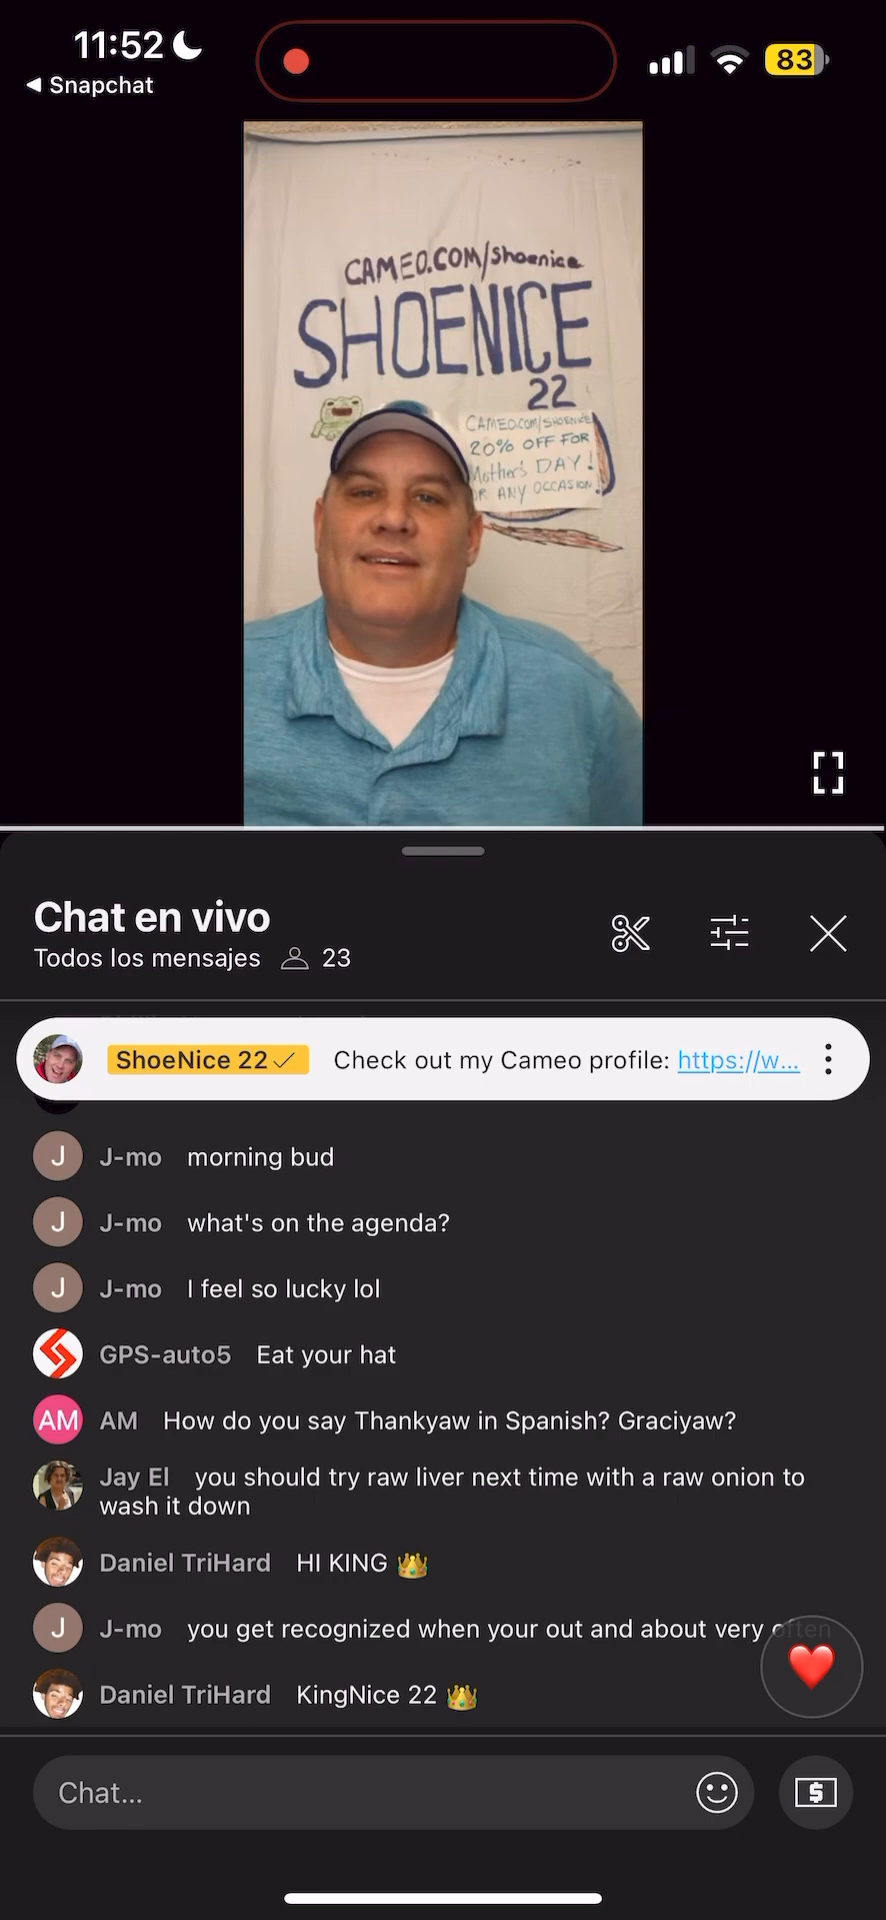 11:52
83
Snapchat
CAMEO.COM/shoenice
SHOENICE
22
CAMEO.COM/SHOENICE
20% OFF FOR
Mother's DAY!
OR ANY OCCASION!
Chat en vivo
Todos los mensajes 23
ShoeNice 22 Check out my Cameo profile: https://w...
J J-mo morning bud
J J-mo what's on the agenda?
J J-mo I feel so lucky lol
GPS-auto5 Eat your hat
AM AM How do you say Thankyaw in Spanish? Graciyaw?
Jay El you should try raw liver next time with a raw onion to
wash it down
Daniel TriHard HI KING 👑
J J-mo you get recognized when your out and about very often
Daniel TriHard KingNice 22 👑
Chat...